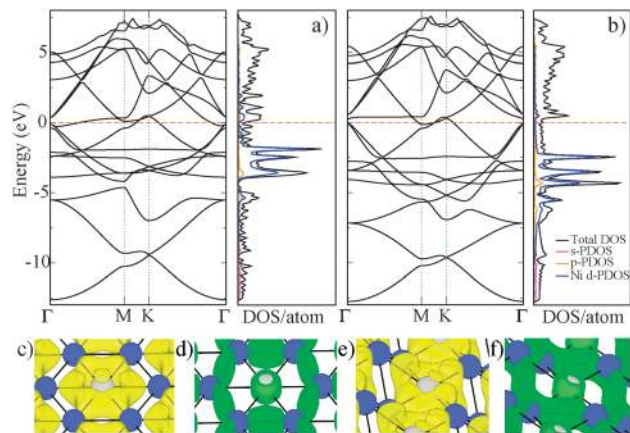 a)
b)
5
0
-5
-10
Energy (eV)
Γ M K Γ
DOS/atom
Γ M K Γ
DOS/atom
Total DOS
s-PDOS
p-PDOS
Ni d-PDOS
c)
d)
e)
f)